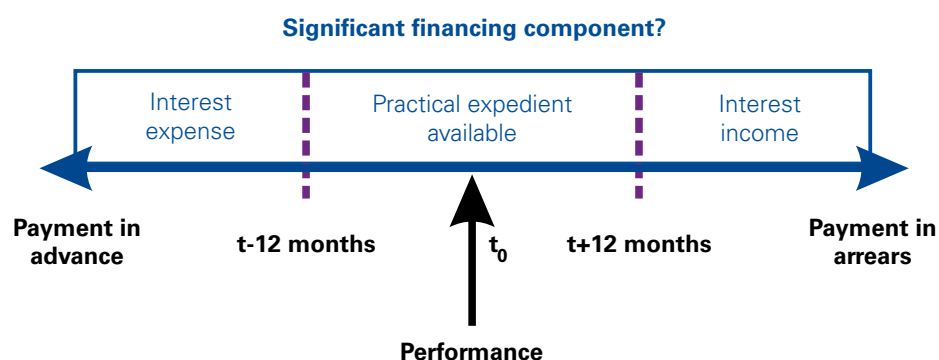 Significant financing component?
Interest
expense
Practical expedient
available
Interest
income
Payment in
advance
t-12 months
t0
t+12 months
Payment in
arrears
Performance